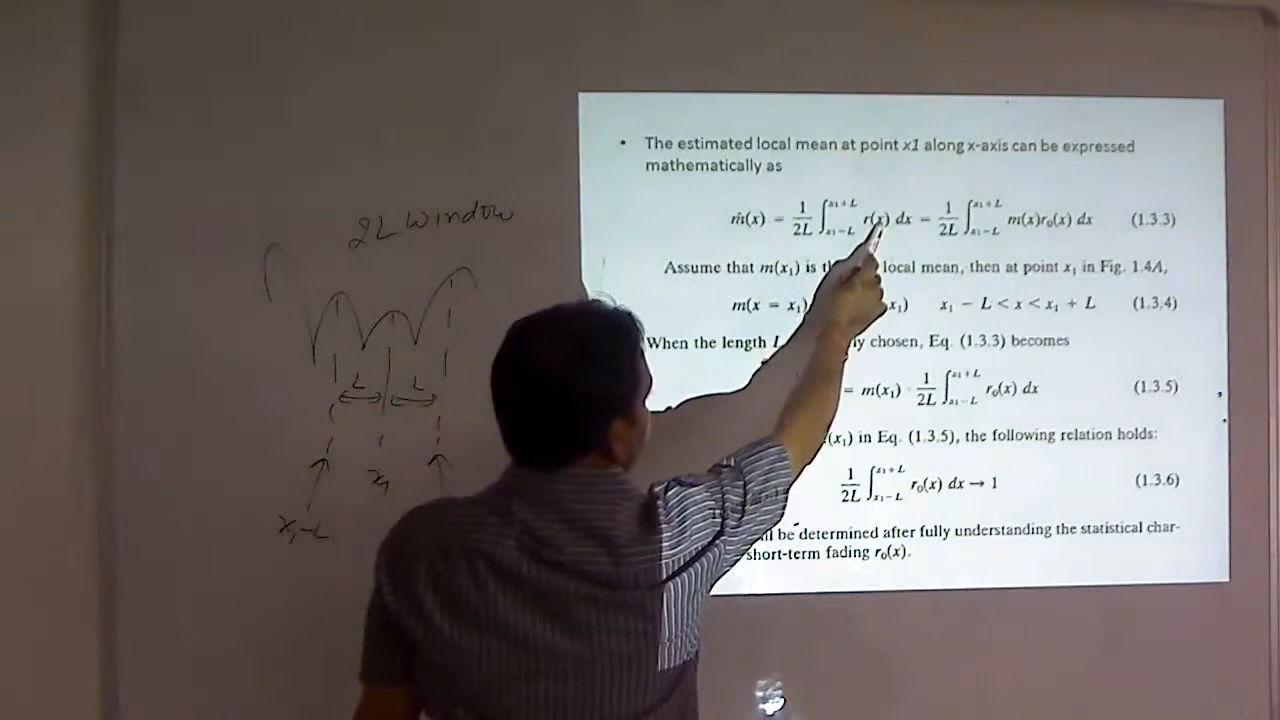 • The estimated local mean at point x1 along x-axis can be expressed
mathematically as
m̂(x) = 1/2L ∫_{x₁−L}^{x₁+L} r(x) dx = 1/2L ∫_{x₁−L}^{x₁+L} m(x)r₀(x) dx (1.3.3)
Assume that m(x₁) is local mean, then at point x₁ in Fig. 1.4A,
m(x = x₁) x₁) x₁ − L < x < x₁ + L (1.3.4)
When the length chosen, Eq. (1.3.3) becomes
= m(x₁) 1/2L ∫_{x₁−L}^{x₁+L} r₀(x) dx (1.3.5)
(x₁) in Eq. (1.3.5), the following relation holds:
1/2L ∫_{x₁−L}^{x₁+L} r₀(x) dx → 1 (1.3.6)
be determined after fully understanding the statistical char-
short-term fading r₀(x).
2L window
L L
x₁
x₁-L